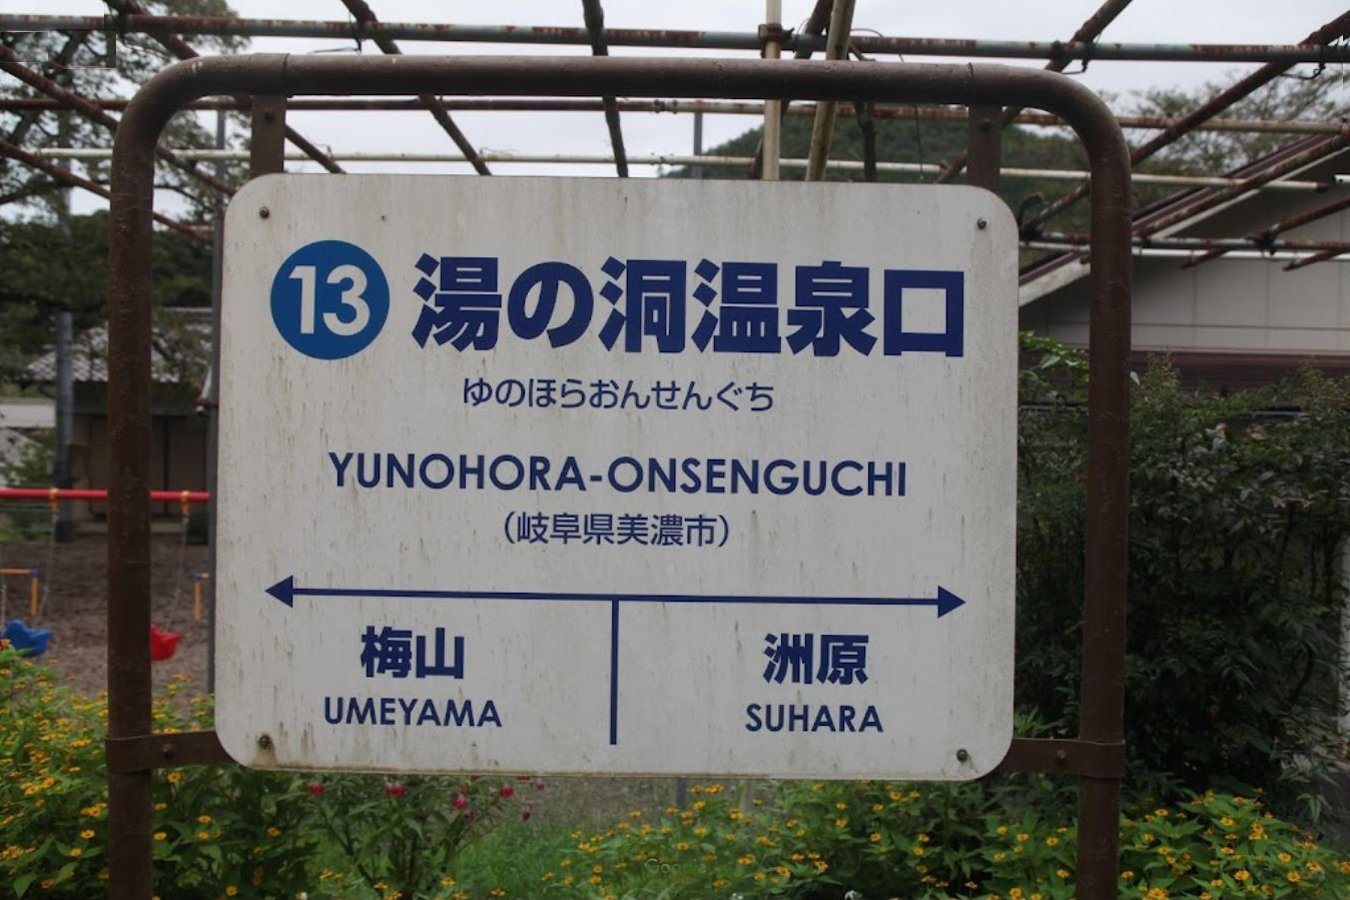 13 湯の洞温泉口
ゆのほらおんせんぐち
YUNOHORA-ONSENGUCHI
(岐阜県美濃市)
梅山 洲原
UMEYAMA SUHARA
Google